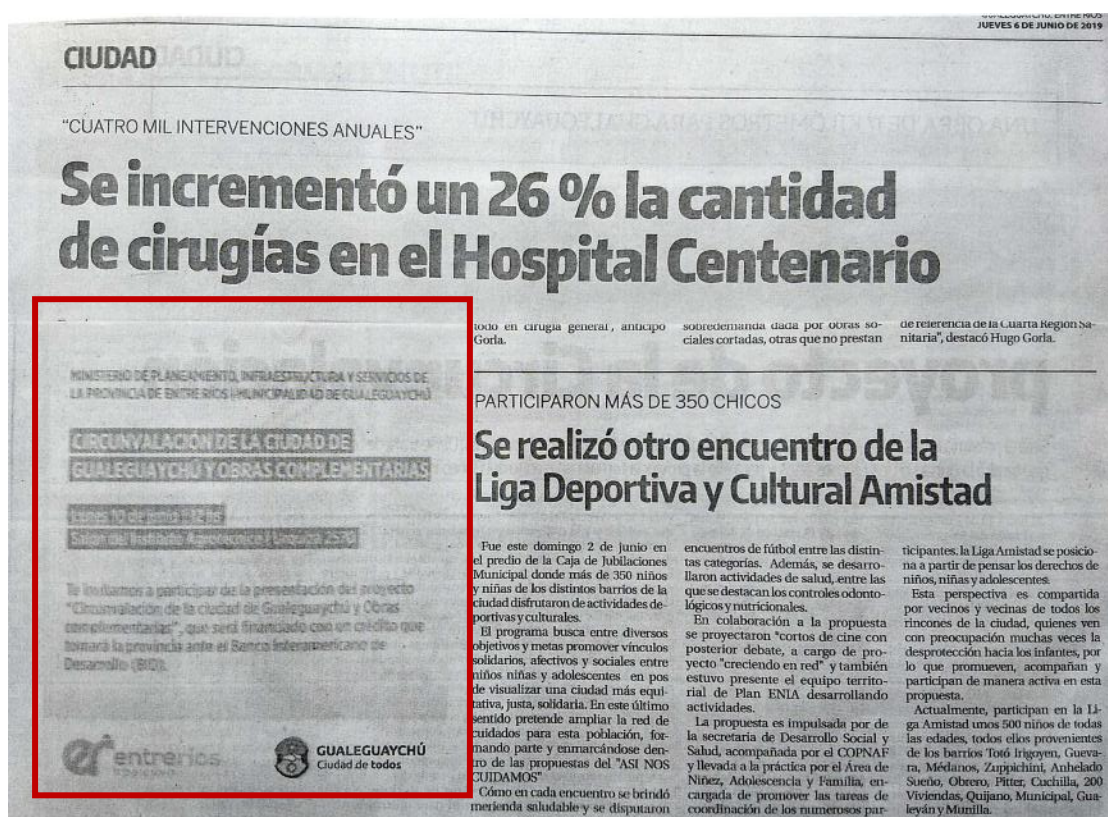 GUALEGUAYCHÚ, ENTRE RÍOS
JUEVES 6 DE JUNIO DE 2019
CIUDAD
"CUATRO MIL INTERVENCIONES ANUALES"
Se incrementó un 26 % la cantidad
de cirugías en el Hospital Centenario
todo en cirugía general, anticipo
Gorla.
sobredemanda dada por obras so-
ciales cortadas, otras que no prestan
de referencia de la Cuarta Región Sa-
nitaria", destacó Hugo Gorla.
MINISTERIO DE PLANEAMIENTO, INFRAESTRUCTURA Y SERVICIOS DE
LA PROVINCIA DE ENTRE RÍOS | MUNICIPALIDAD DE GUALEGUAYCHÚ
CIRCUNVALACIÓN DE LA CIUDAD DE
GUALEGUAYCHÚ Y OBRAS COMPLEMENTARIAS
Lunes 10 de junio | 12 hs
Salón del Instituto Agrotécnico | Urquiza 2570
Te invitamos a participar de la presentación del proyecto
"Circunvalación de la ciudad de Gualeguaychú y Obras
complementarias", que será financiado con un crédito que
tomará la provincia ante el Banco Interamericano de
Desarrollo (BID).
er entrerios
GUALEGUAYCHÚ
Ciudad de todos
PARTICIPARON MÁS DE 350 CHICOS
Se realizó otro encuentro de la
Liga Deportiva y Cultural Amistad
Fue este domingo 2 de junio en
el predio de la Caja de Jubilaciones
Municipal donde más de 350 niños
y niñas de los distintos barrios de la
ciudad disfrutaron de actividades de-
portivas y culturales.
El programa busca entre diversos
objetivos y metas promover vínculos
solidarios, afectivos y sociales entre
niños niñas y adolescentes en pos
de visualizar una ciudad más equi-
tativa, justa, solidaria. En este último
sentido pretende ampliar la red de
cuidados para esta población, for-
mando parte y enmarcándose den-
tro de las propuestas del "ASI NOS
CUIDAMOS"
Cómo en cada encuentro se brindó
merienda saludable y se disputaron
encuentros de fútbol entre las distin-
tas categorías. Además, se desarro-
llaron actividades de salud, entre las
que se destacan los controles odonto-
lógicos y nutricionales.
En colaboración a la propuesta
se proyectaron "cortos de cine con
posterior debate, a cargo de pro-
yecto "creciendo en red" y también
estuvo presente el equipo territo-
rial de Plan ENIA desarrollando
actividades.
La propuesta es impulsada por de
la secretaria de Desarrollo Social y
Salud, acompañada por el COPNAF
y llevada a la práctica por el Área de
Niñez, Adolescencia y Familia, en-
cargada de promover las tareas de
coordinación de los numerosos par-
ticipantes. la Liga Amistad se posicio-
na a partir de pensar los derechos de
niños, niñas y adolescentes.
Esta perspectiva es compartida
por vecinos y vecinas de todos los
rincones de la ciudad, quienes ven
con preocupación muchas veces la
desprotección hacia los infantes, por
lo que promueven, acompañan y
participan de manera activa en esta
propuesta.
Actualmente, participan en la Li-
ga Amistad unos 500 niños de todas
las edades, todos ellos provenientes
de los barrios Totó Irigoyen, Gueva-
ra, Médanos, Zuppichini, Anhelado
Sueño, Obrero, Pitter, Cuchilla, 200
Viviendas, Quijano, Municipal, Gua-
leyán y Munilla.